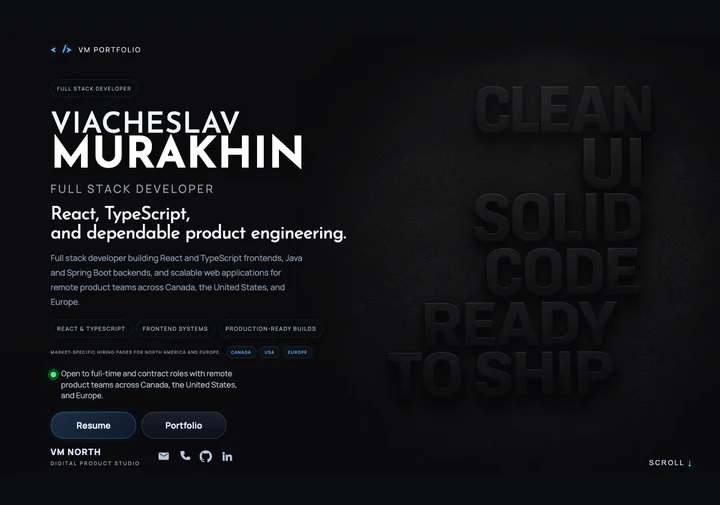 VM PORTFOLIO
FULL STACK DEVELOPER
VIACHESLAV
MURAKHIN
FULL STACK DEVELOPER
React, TypeScript,
and dependable product engineering.
Full stack developer building React and TypeScript frontends, Java
and Spring Boot backends, and scalable web applications for
remote product teams across Canada, the United States, and
Europe.
REACT & TYPESCRIPT FRONTEND SYSTEMS PRODUCTION-READY BUILDS
MARKET-SPECIFIC HIRING PAGES FOR NORTH AMERICA AND EUROPE. CANADA USA EUROPE
Open to full-time and contract roles with remote
product teams across Canada, the United States,
and Europe.
Resume Portfolio
VM NORTH
DIGITAL PRODUCT STUDIO
CLEAN
UI
SOLID
CODE
READY
TO SHIP
SCROLL ↓